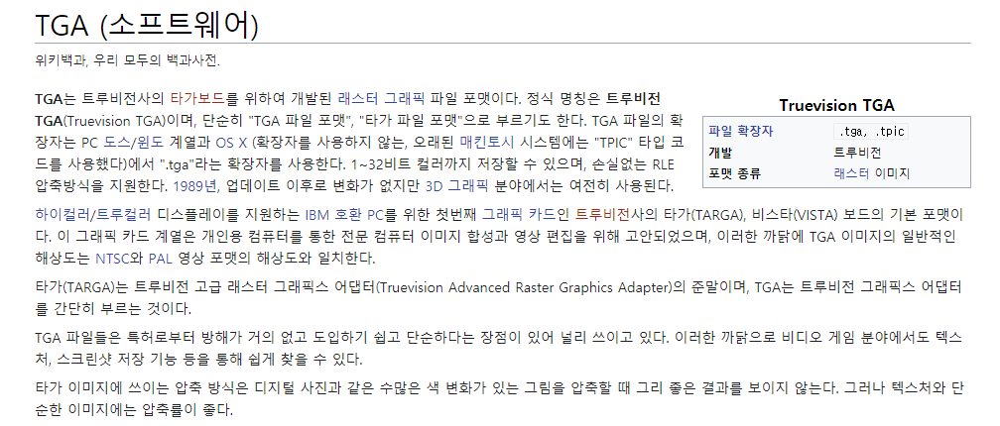 TGA (소프트웨어)
위키백과, 우리 모두의 백과사전.
TGA는 트루비전사의 타가보드를 위하여 개발된 래스터 그래픽 파일 포맷이다. 정식 명칭은 트루비전
TGA(Truevision TGA)이며, 단순히 "TGA 파일 포맷", "타가 파일 포맷"으로 부르기도 한다. TGA 파일의 확
장자는 PC 도스/윈도 계열과 OS X (확장자를 사용하지 않는, 오래된 매킨토시 시스템에는 "TPIC" 타입 코
드를 사용했다)에서 ".tga"라는 확장자를 사용한다. 1~32비트 컬러까지 저장할 수 있으며, 손실없는 RLE
압축방식을 지원한다. 1989년, 업데이트 이후로 변화가 없지만 3D 그래픽 분야에서는 여전히 사용된다.
Truevision TGA
파일 확장자 .tga, .tpic
개발 트루비전
포맷 종류 래스터 이미지
하이컬러/트루컬러 디스플레이를 지원하는 IBM 호환 PC를 위한 첫번째 그래픽 카드인 트루비전사의 타가(TARGA), 비스타(VISTA) 보드의 기본 포맷이
다. 이 그래픽 카드 계열은 개인용 컴퓨터를 통한 전문 컴퓨터 이미지 합성과 영상 편집을 위해 고안되었으며, 이러한 까닭에 TGA 이미지의 일반적인
해상도는 NTSC와 PAL 영상 포맷의 해상도와 일치한다.
타가(TARGA)는 트루비전 고급 래스터 그래픽스 어댑터(Truevision Advanced Raster Graphics Adapter)의 준말이며, TGA는 트루비전 그래픽스 어댑터
를 간단히 부르는 것이다.
TGA 파일들은 특허로부터 방해가 거의 없고 도입하기 쉽고 단순하다는 장점이 있어 널리 쓰이고 있다. 이러한 까닭으로 비디오 게임 분야에서도 텍스
처, 스크린샷 저장 기능 등을 통해 쉽게 찾을 수 있다.
타가 이미지에 쓰이는 압축 방식은 디지털 사진과 같은 수많은 색 변화가 있는 그림을 압축할 때 그리 좋은 결과를 보이지 않는다. 그러나 텍스처와 단
순한 이미지에는 압축률이 좋다.